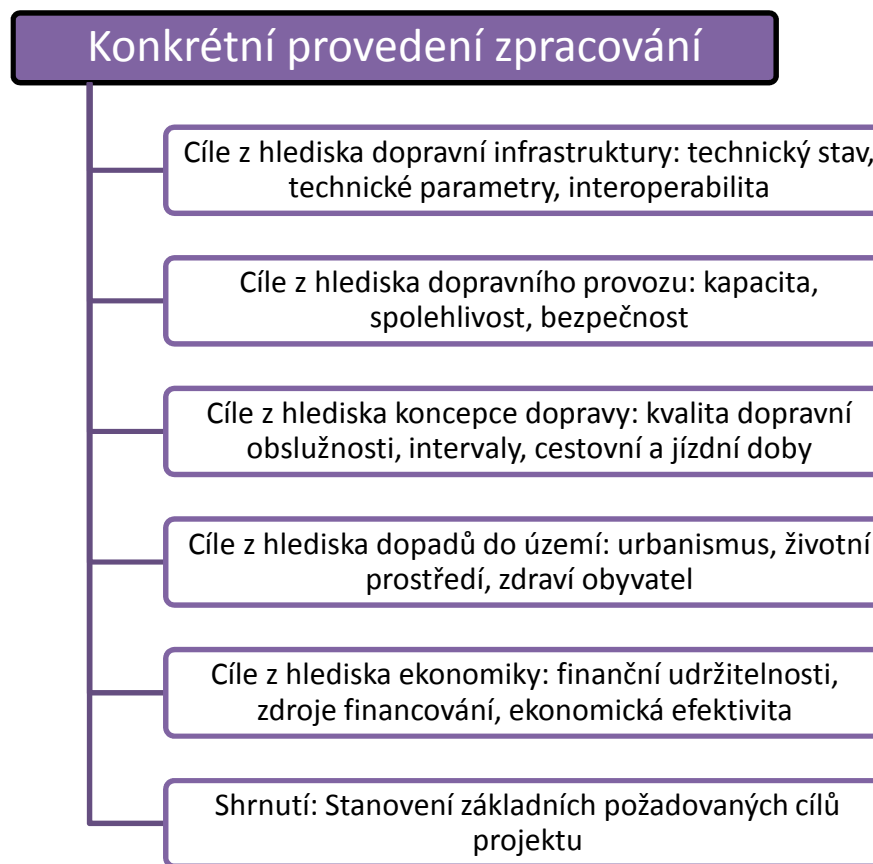 Konkrétní provedení zpracování
Cíle z hlediska dopravní infrastruktury: technický stav,
technické parametry, interoperabilita
Cíle z hlediska dopravního provozu: kapacita,
spolehlivost, bezpečnost
Cíle z hlediska koncepce dopravy: kvalita dopravní
obslužnosti, intervaly, cestovní a jízdní doby
Cíle z hlediska dopadů do území: urbanismus, životní
prostředí, zdraví obyvatel
Cíle z hlediska ekonomiky: finanční udržitelnosti,
zdroje financování, ekonomická efektivita
Shrnutí: Stanovení základních požadovaných cílů
projektu